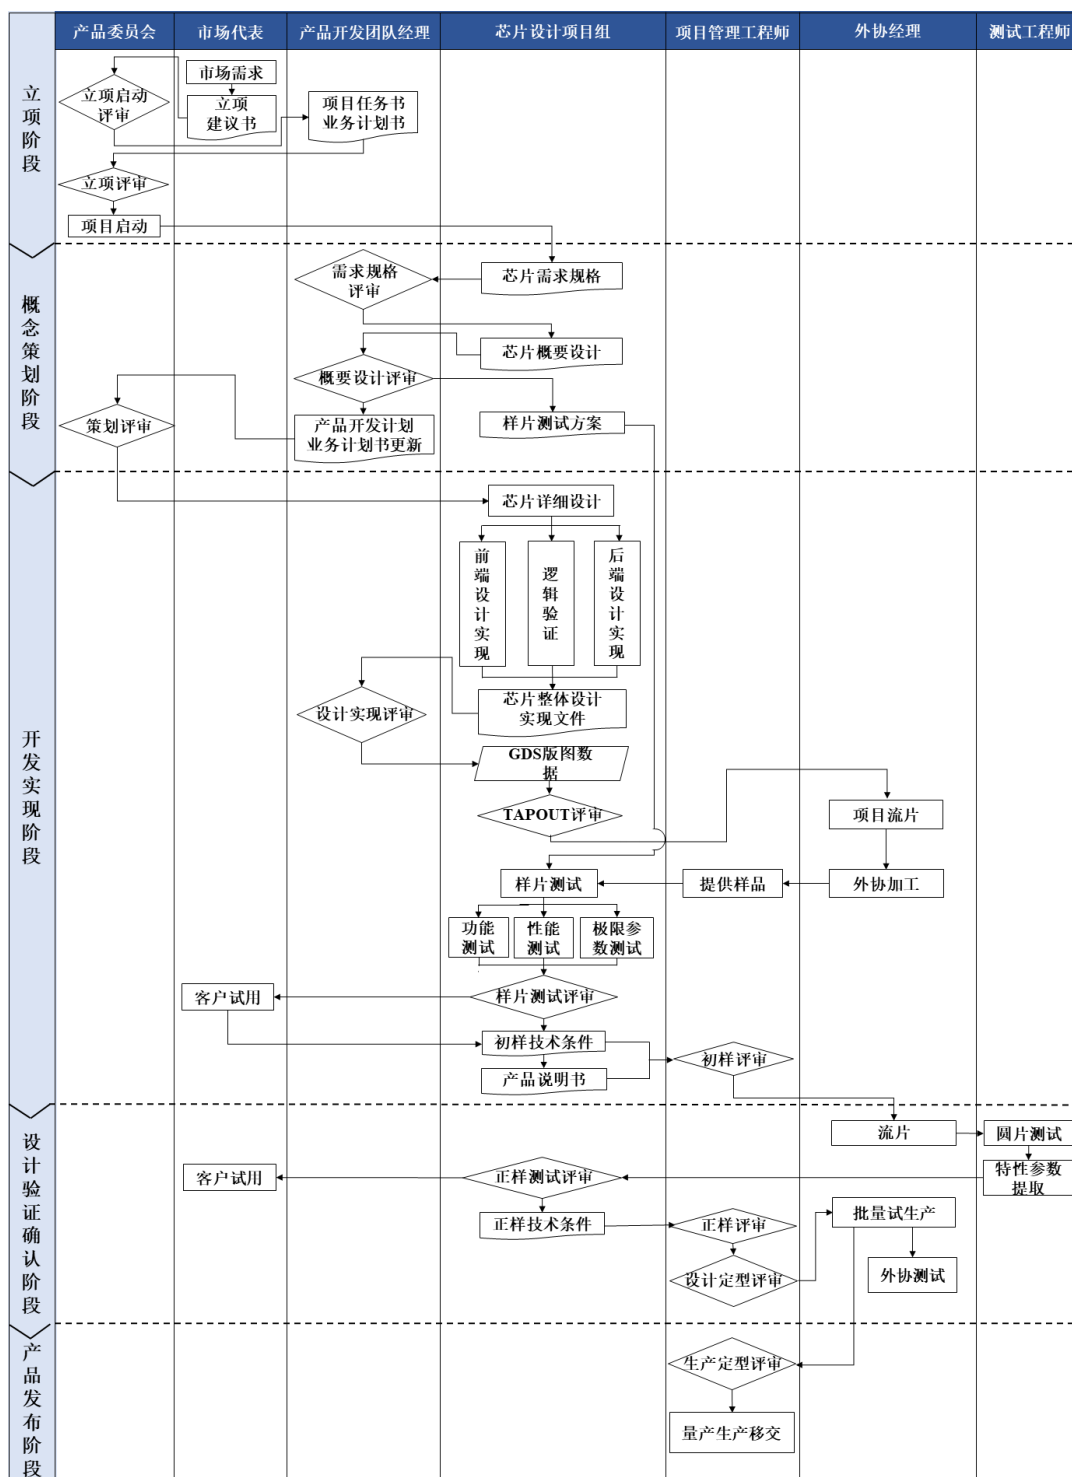 产品委员会
市场代表
产品开发团队经理
芯片设计项目组
项目管理工程师
外协经理
测试工程师
立项阶段
市场需求
立项启动
评审
立项
建议书
项目任务书
业务计划书
立项评审
项目启动
概念策划阶段
需求规格
评审
芯片需求规格
芯片概要设计
概要设计评审
策划评审
产品开发计划
业务计划书更新
样片测试方案
开发实现阶段
芯片详细设计
前端设计实现
逻辑验证
后端设计实现
设计实现评审
芯片整体设计
实现文件
GDS版图数
据
TAPOUT评审
项目流片
样片测试
提供样品
外协加工
功能
测试
性能
测试
极限参
数测试
客户试用
样片测试评审
初样技术条件
初样评审
产品说明书
设计验证确认阶段
流片
圆片测试
客户试用
正样测试评审
特性参数
提取
正样技术条件
正样评审
批量试生产
设计定型评审
外协测试
产品发布阶段
生产定型评审
量产生产移交